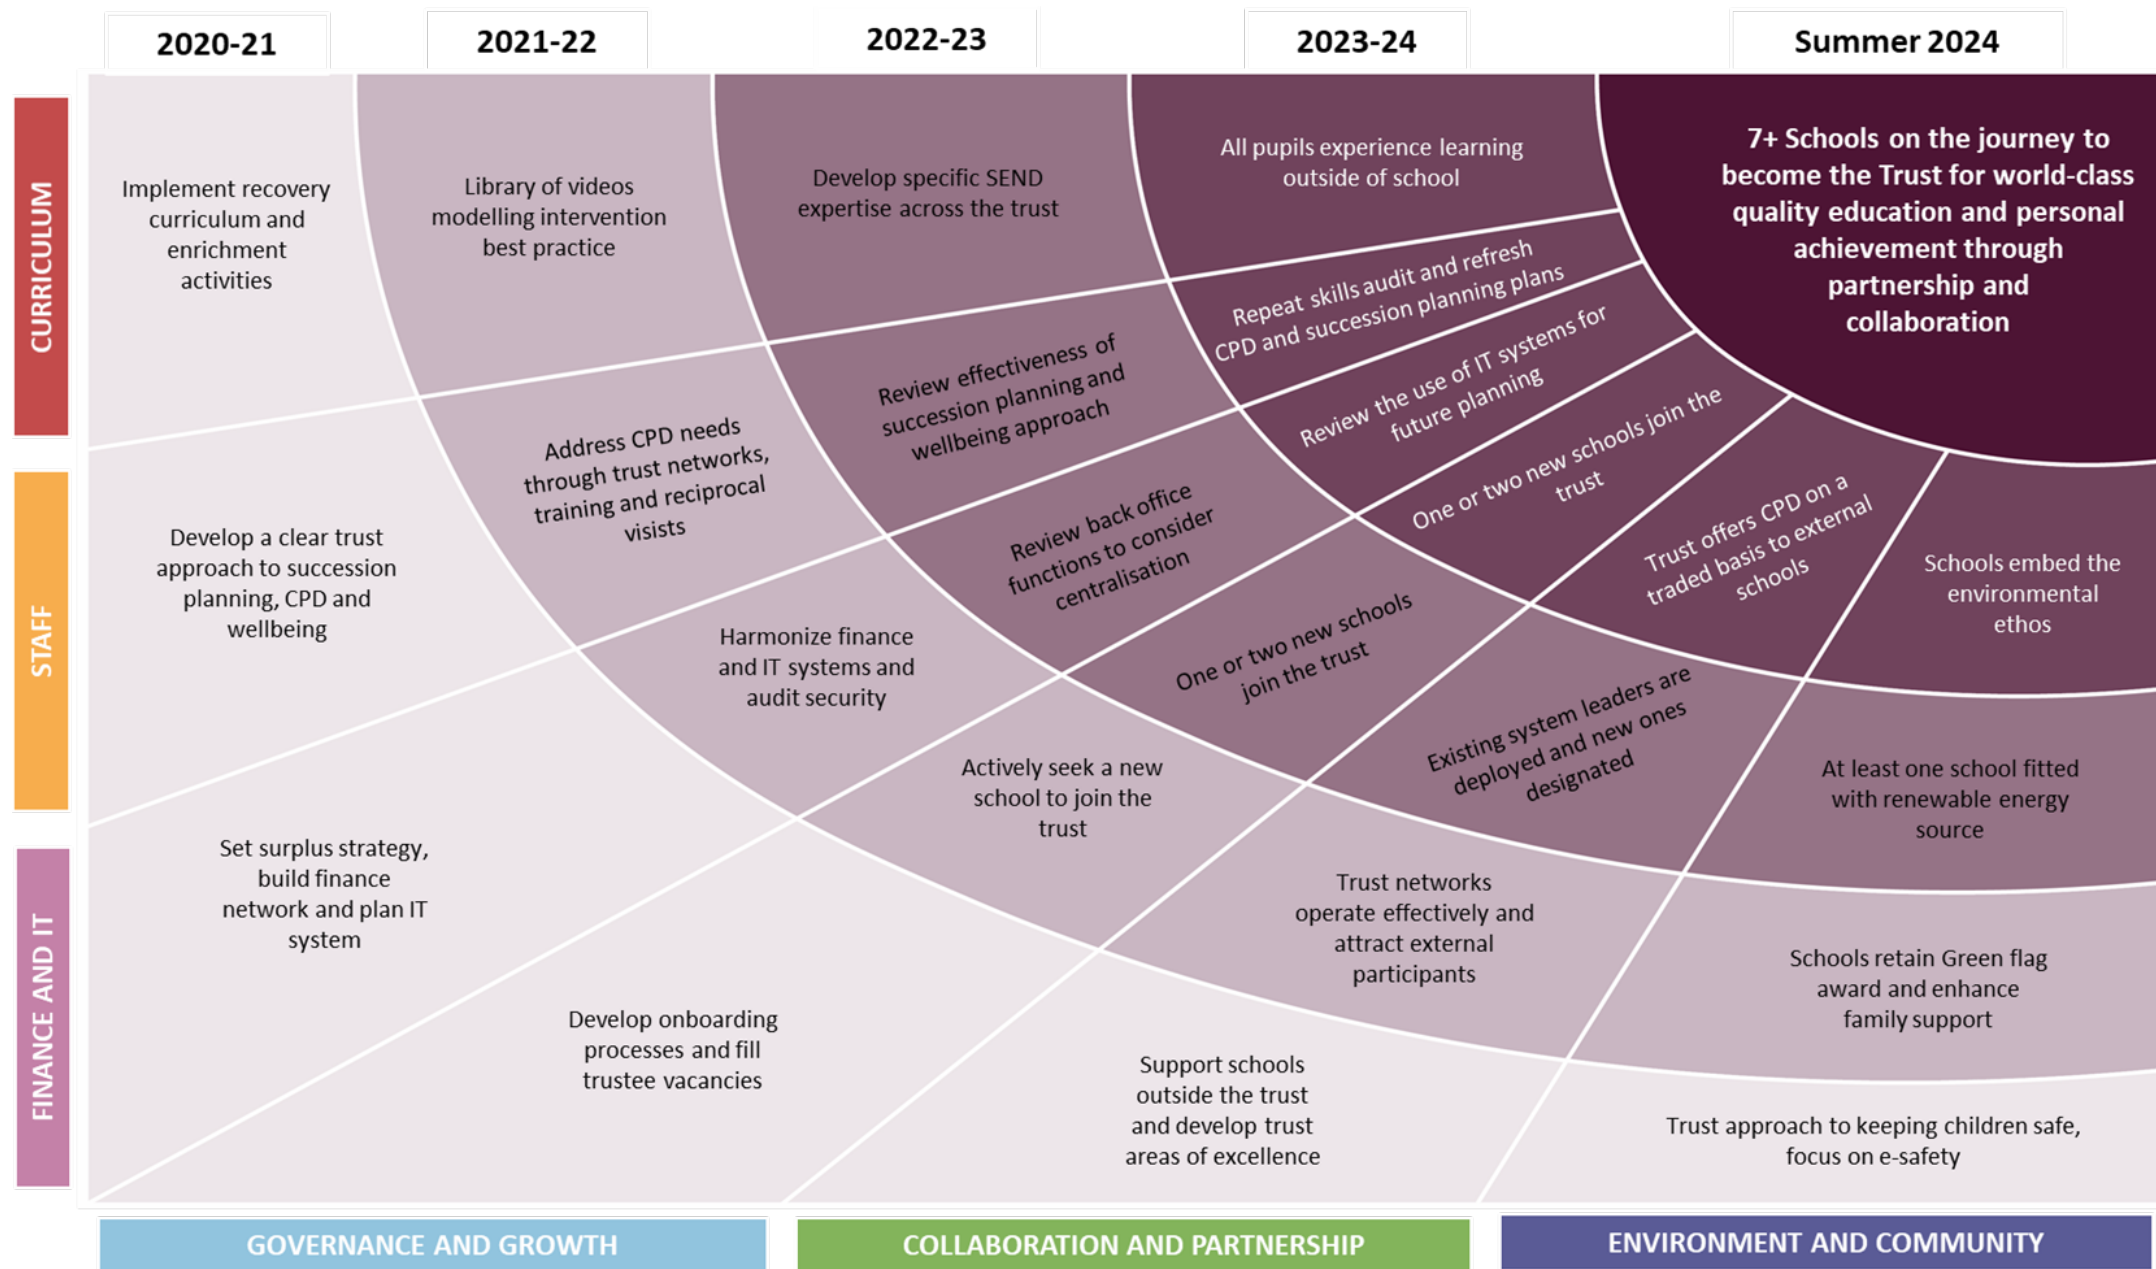 2020-21
2021-22
2022-23
2023-24
Summer 2024
CURRICULUM
Implement recovery
curriculum and
enrichment
activities
Library of videos
modelling intervention
best practice
Develop specific SEND
expertise across the trust
All pupils experience learning
outside of school
7+ Schools on the journey to
become the Trust for world-class
quality education and personal
achievement through
partnership and
collaboration
STAFF
Develop a clear trust
approach to succession
planning, CPD and
wellbeing
Address CPD needs
through trust networks,
training and reciprocal
visists
Review effectiveness of
succession planning and
wellbeing approach
Repeat skills audit and refresh
CPD and succession planning plans
FINANCE AND IT
Set surplus strategy,
build finance
network and plan IT
system
Harmonize finance
and IT systems and
audit security
Review back office
functions to consider
centralisation
Review the use of IT systems for
future planning
Develop onboarding
processes and fill
trustee vacancies
Actively seek a new
school to join the
trust
One or two new schools
join the trust
One or two new schools join the
trust
Support schools
outside the trust
and develop trust
areas of excellence
Trust networks
operate effectively and
attract external
participants
Existing system leaders are
deployed and new ones
designated
Trust offers CPD on a
traded basis to external
schools
Trust approach to keeping children safe,
focus on e-safety
Schools retain Green flag
award and enhance
family support
At least one school fitted
with renewable energy
source
Schools embed the
environmental
ethos
GOVERNANCE AND GROWTH
COLLABORATION AND PARTNERSHIP
ENVIRONMENT AND COMMUNITY